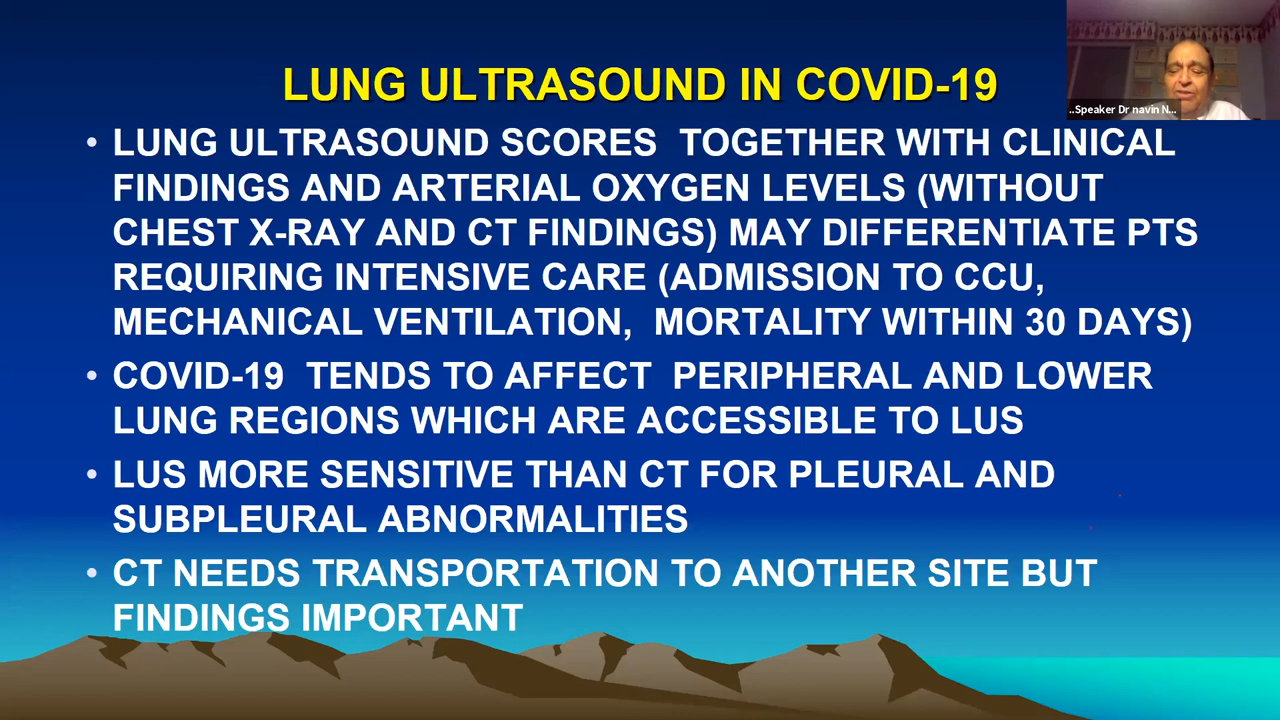 ..Speaker Dr navin N...
LUNG ULTRASOUND IN COVID-19
• LUNG ULTRASOUND SCORES TOGETHER WITH CLINICAL
FINDINGS AND ARTERIAL OXYGEN LEVELS (WITHOUT
CHEST X-RAY AND CT FINDINGS) MAY DIFFERENTIATE PTS
REQUIRING INTENSIVE CARE (ADMISSION TO CCU,
MECHANICAL VENTILATION, MORTALITY WITHIN 30 DAYS)
• COVID-19 TENDS TO AFFECT PERIPHERAL AND LOWER
LUNG REGIONS WHICH ARE ACCESSIBLE TO LUS
• LUS MORE SENSITIVE THAN CT FOR PLEURAL AND
SUBPLEURAL ABNORMALITIES
• CT NEEDS TRANSPORTATION TO ANOTHER SITE BUT
FINDINGS IMPORTANT